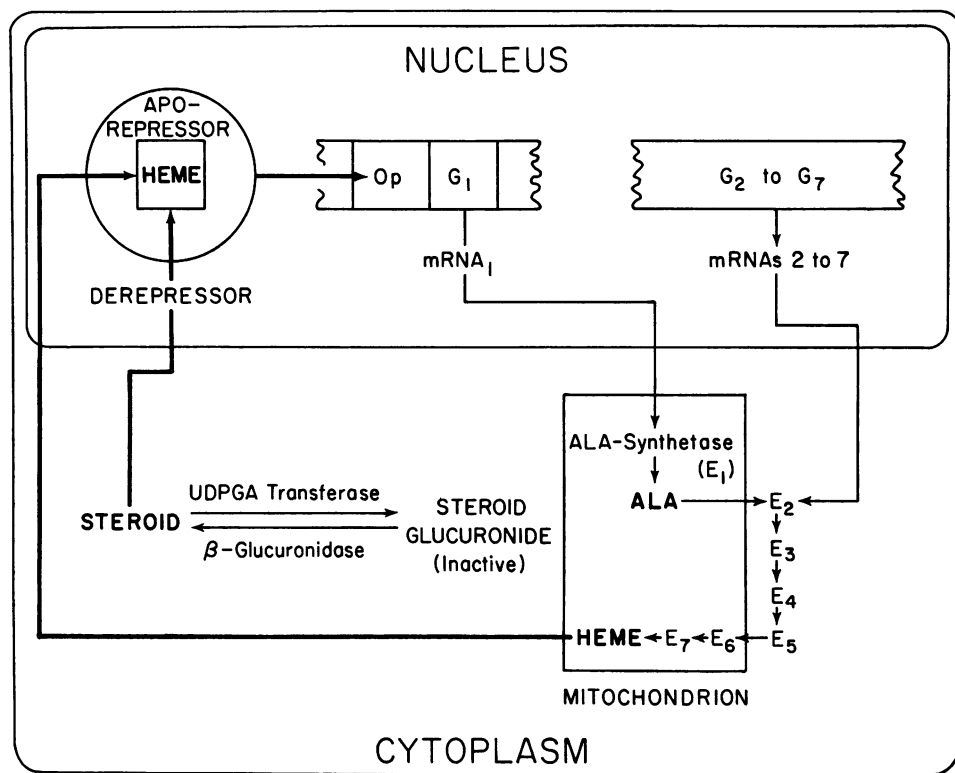 NUCLEUS
APO-
REPRESSOR
HEME
Op
G1
G2 to G7
mRNA1
mRNAs 2 to 7
DEREPRESSOR
ALA-Synthetase
(E1)
ALA
E2
E3
E4
E5
E6
E7
HEME
MITOCHONDRION
STEROID
UDPGA Transferase
β-Glucuronidase
STEROID
GLUCURONIDE
(Inactive)
CYTOPLASM